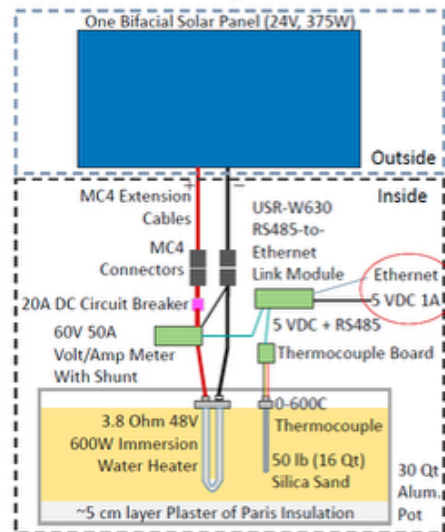 One Bifacial Solar Panel (24V, 375W)
Outside
Inside
+
−
MC4 Extension
Cables
MC4
Connectors
USR-W630
RS485-to-
Ethernet
Link Module
Ethernet
5 VDC 1A
20A DC Circuit Breaker
60V 50A
Volt/Amp Meter
With Shunt
5 VDC + RS485
Thermocouple Board
3.8 Ohm 48V
600W Immersion
Water Heater
0-600C
Thermocouple
50 lb (16 Qt)
Silica Sand
~5 cm layer Plaster of Paris Insulation
30 Qt
Alum.
Pot